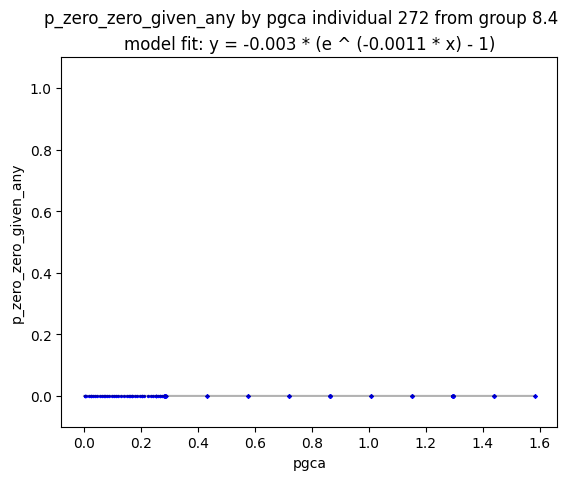 p_zero_zero_given_any by pgca individual 272 from group 8.4
model fit: y = -0.003 * (e ^ (-0.0011 * x) - 1)
1.0
0.8
0.6
0.4
0.2
0.0
p_zero_zero_given_any
0.0 0.2 0.4 0.6 0.8 1.0 1.2 1.4 1.6
pgca